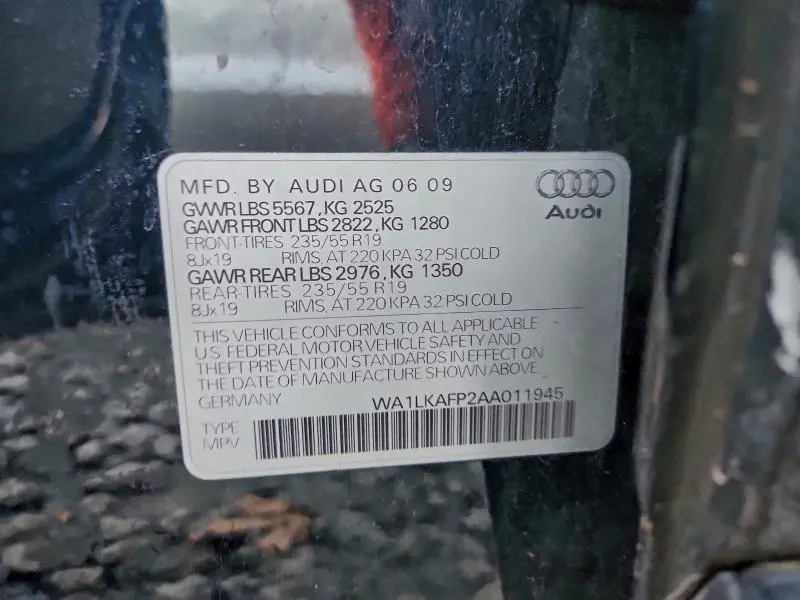 MFD. BY AUDI AG 06 09
Audi
GVWR LBS 5567, KG 2525
GAWR FRONT LBS 2822, KG 1280
FRONT-TIRES 235/55 R19
8Jx19 RIMS, AT 220 KPA 32 PSI COLD
GAWR REAR LBS 2976, KG 1350
REAR-TIRES 235/55 R19
8Jx19 RIMS, AT 220 KPA 32 PSI COLD
THIS VEHICLE CONFORMS TO ALL APPLICABLE
U.S FEDERAL MOTOR VEHICLE SAFETY AND
THEFT PREVENTION STANDARDS IN EFFECT ON
THE DATE OF MANUFACTURE SHOWN ABOVE.
GERMANY WA1LKAFP2AA011945
TYPE
MPV